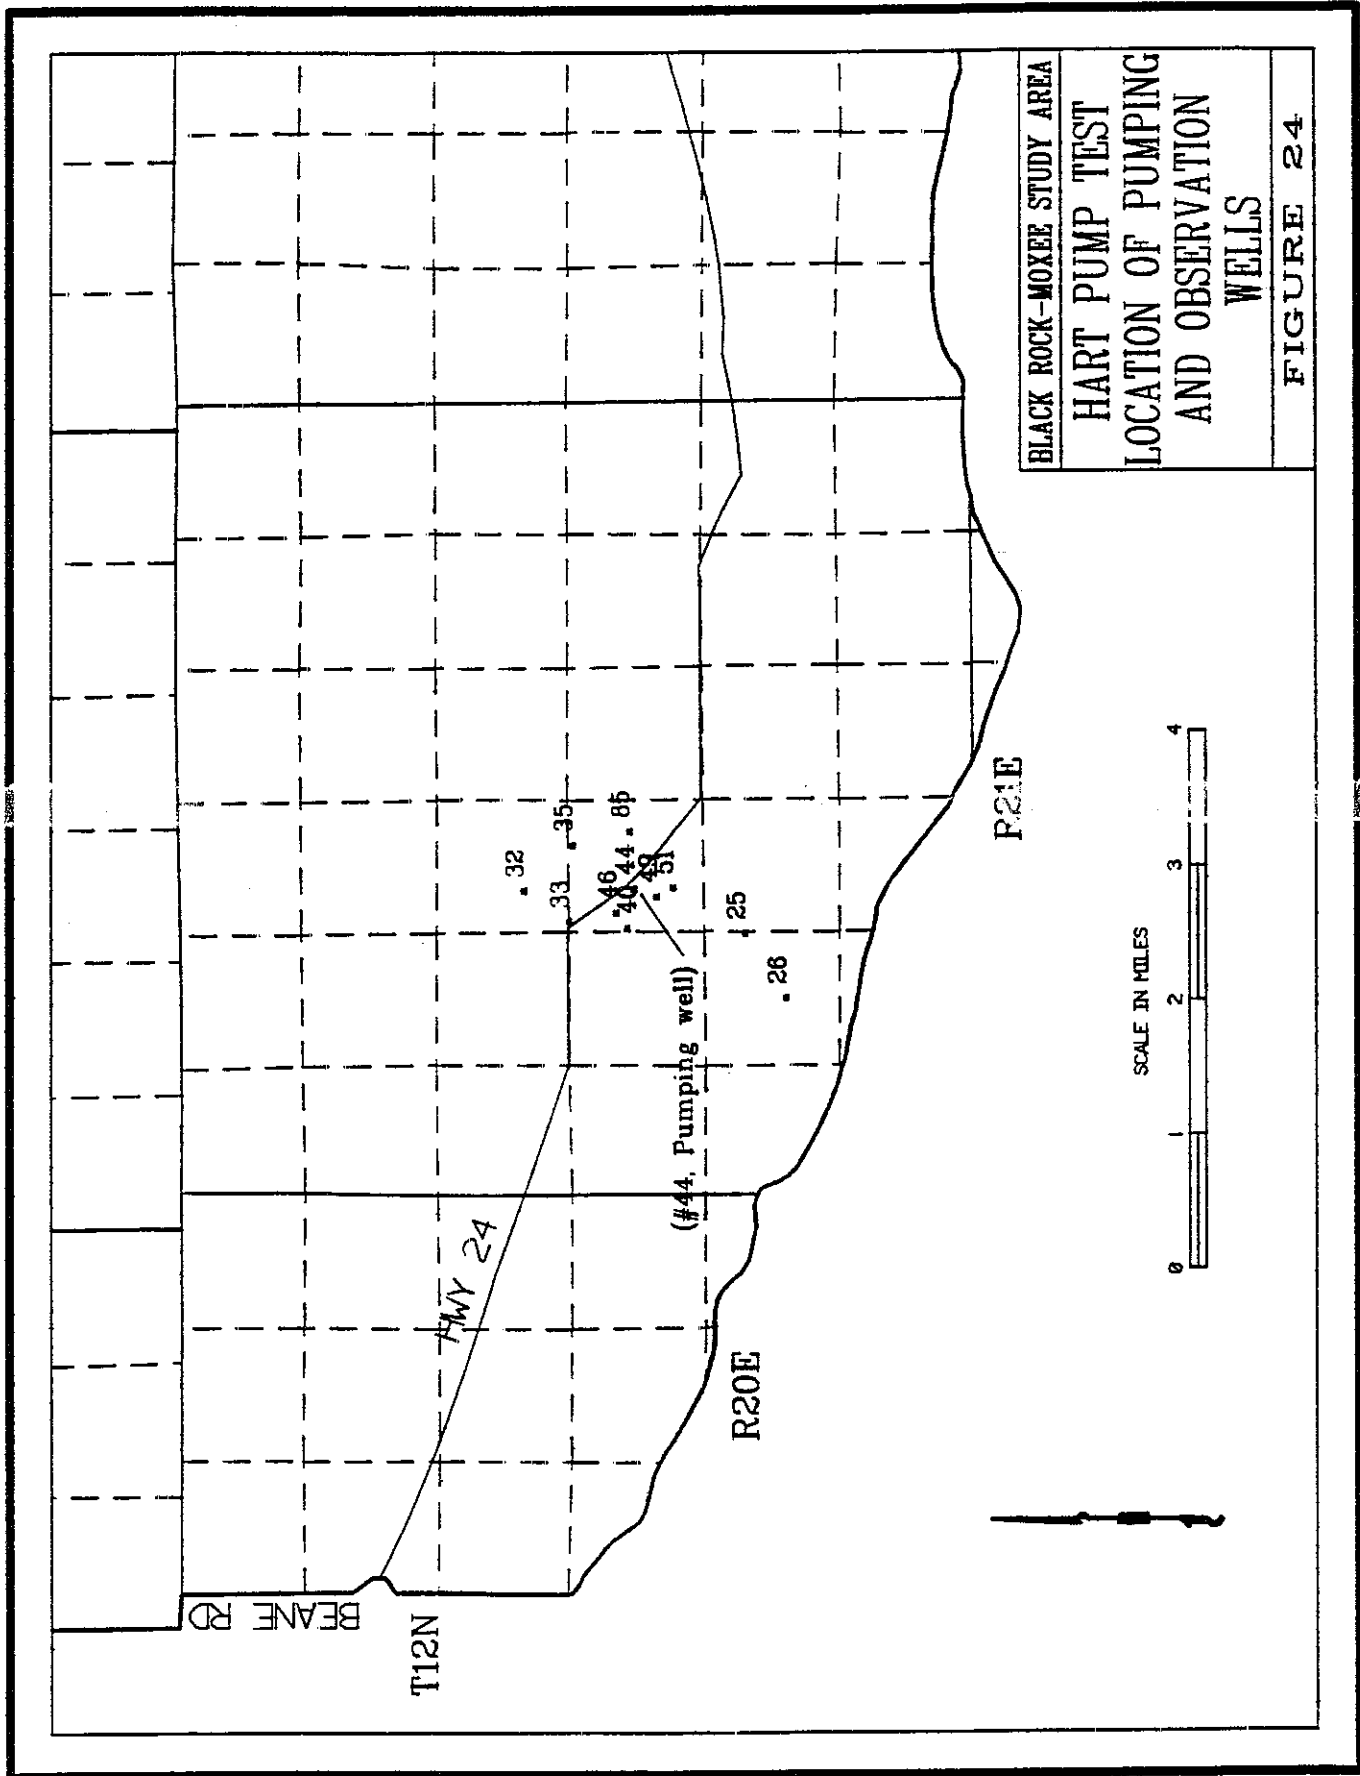 BEANE RD
T12N
HWY 24
R20E
32
33
35
46
40
44
85
49
51
(#44, Pumping well)
25
26
R21E
SCALE IN MILES
0 1 2 3 4
BLACK ROCK-MOXEE STUDY AREA
HART PUMP TEST
LOCATION OF PUMPING
AND OBSERVATION
WELLS
FIGURE 24